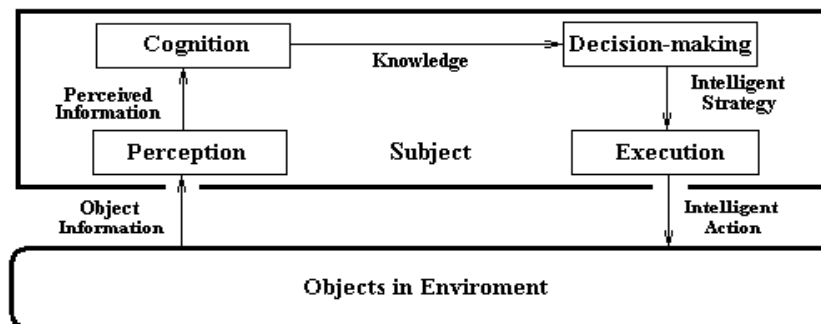 Cognition
Knowledge
Decision-making
Perceived
Information
Intelligent
Strategy
Perception
Subject
Execution
Object
Information
Intelligent
Action
Objects in Enviroment